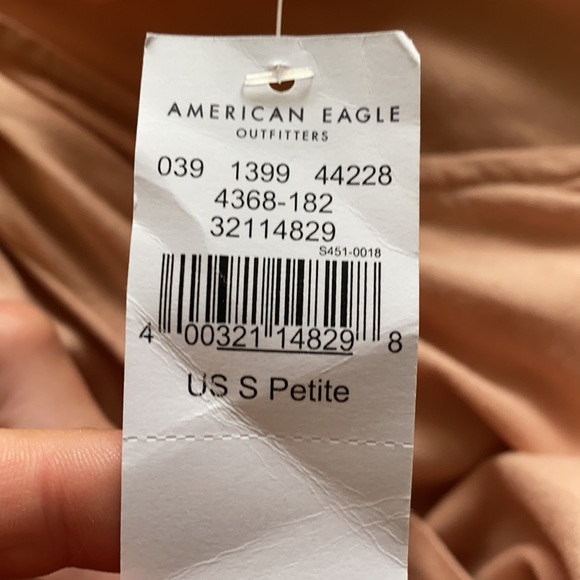 AMERICAN EAGLE
OUTFITTERS
039 1399 44228
4368-182
32114829
S451-0018
4 00321 14829 8
US S Petite